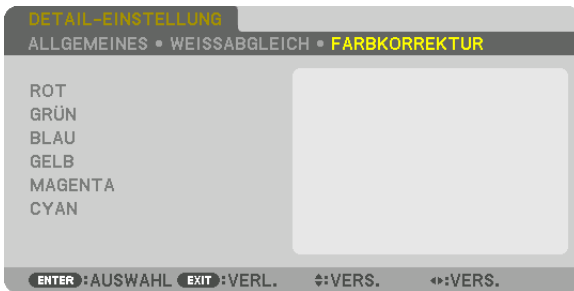 DETAIL-EINSTELLUNG
ALLGEMEINES • WEISSABGLEICH • FARBKORREKTUR
ROT
GRÜN
BLAU
GELB
MAGENTA
CYAN
ENTER :AUSWAHL EXIT :VERL. :VERS. :VERS.